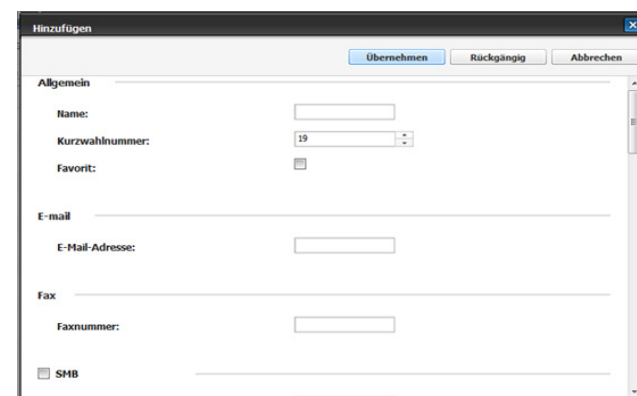 Hinzufügen
Übernehmen Rückgängig Abbrechen
Allgemein
Name:
Kurzwahlnummer: 19
Favorit:
E-mail
E-Mail-Adresse:
Fax
Faxnummer:
SMB